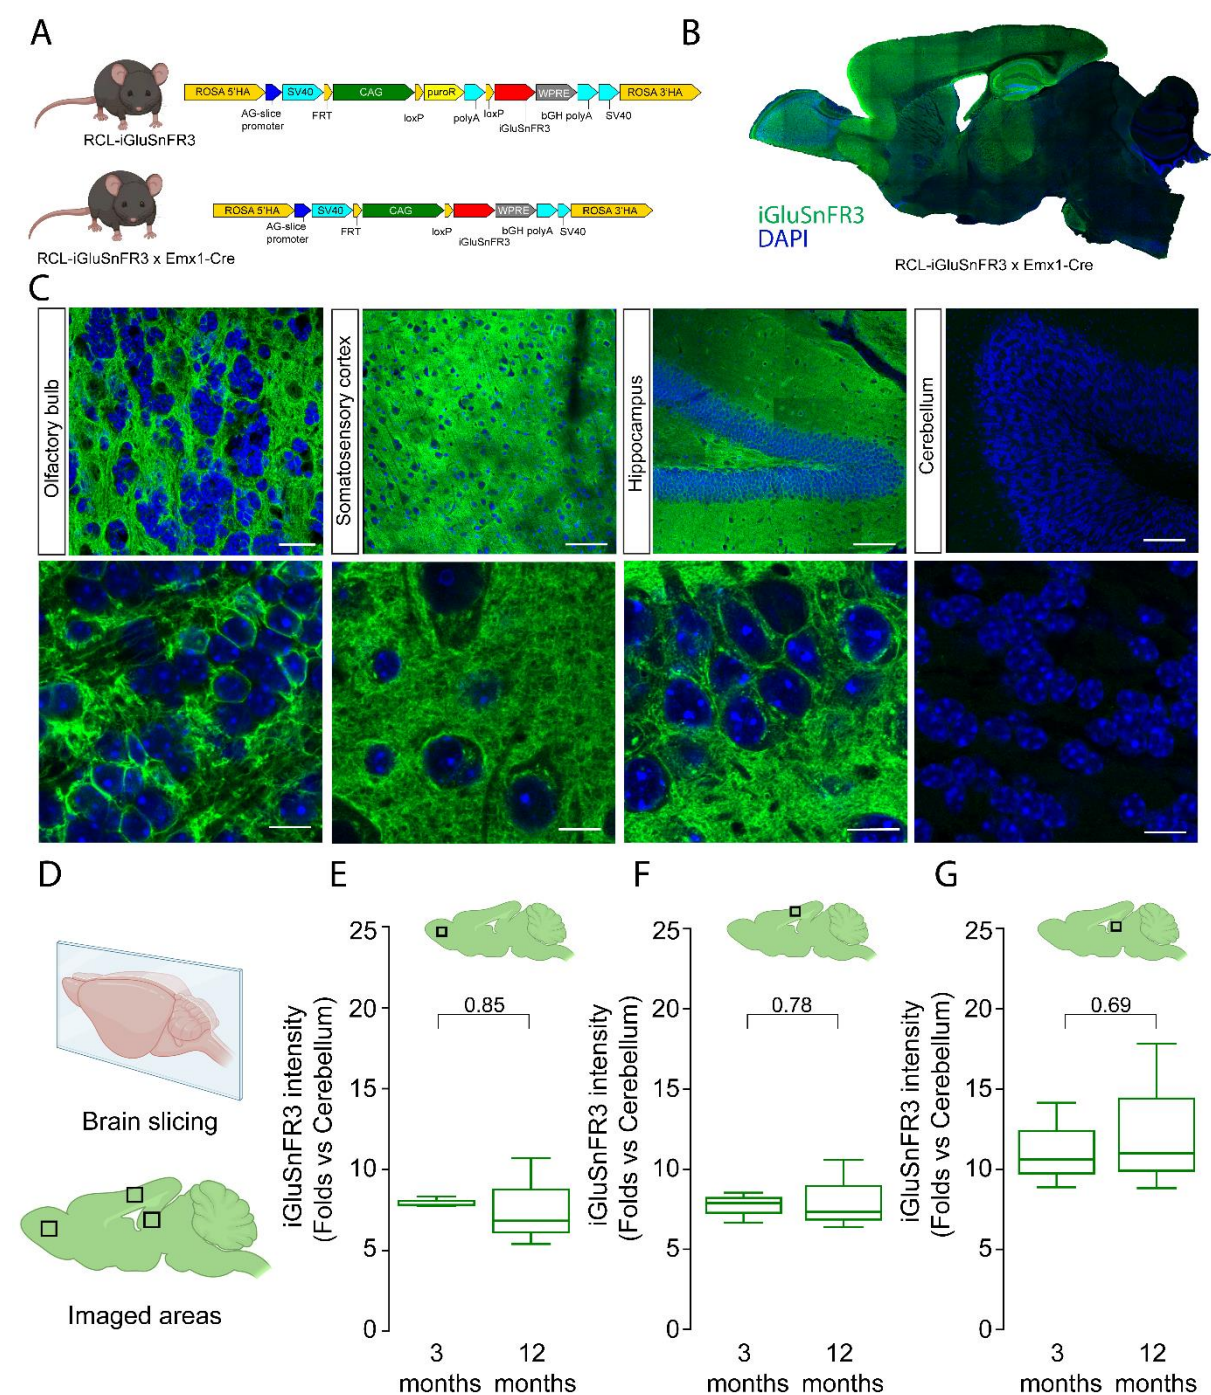 A
ROSA 5'HA
SV40
CAG
puroR
WPRE
ROSA 3'HA
AG-slice
promoter
FRT
loxP
polyA
loxP
iGluSnFR3
bGH polyA
SV40
RCL-iGluSnFR3
ROSA 5'HA
SV40
CAG
WPRE
ROSA 3'HA
AG-slice
promoter
FRT
loxP
iGluSnFR3
bGH polyA
SV40
RCL-iGluSnFR3 x Emx1-Cre
B
iGluSnFR3
DAPI
RCL-iGluSnFR3 x Emx1-Cre
C
Olfactory bulb
Somatosensory cortex
Hippocampus
Cerebellum
D
Brain slicing
Imaged areas
E
iGluSnFR3 intensity
(Folds vs Cerebellum)
25
20
15
10
5
0
0.85
3
months
12
months
F
iGluSNFR3 intensity
(Folds vs Cerebellum)
25
20
15
10
5
0
0.78
3
months
12
months
G
iGluSnFR3 intensity
(Folds vs Cerebellum)
25
20
15
10
5
0
0.69
3
months
12
months